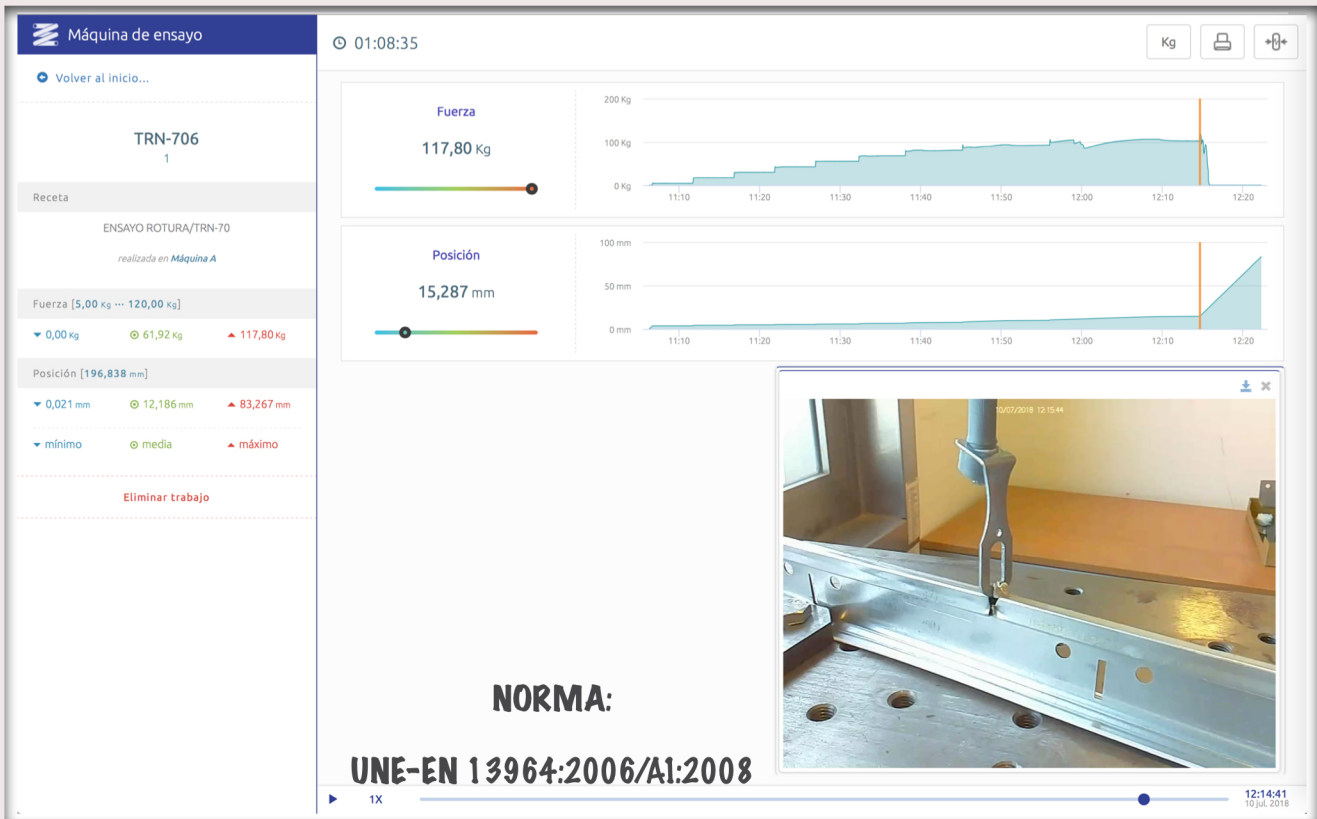 Máquina de ensayo
Volver al inicio...
TRN-706
1
Receta
ENSAYO ROTURA/TRN-70
realizada en Máquina A
Fuerza [5,00 Kg ··· 120,00 Kg]
0,00 Kg 61,92 Kg 117,80 Kg
Posición [196,838 mm]
0,021 mm 12,186 mm 83,267 mm
mínimo media máximo
Eliminar trabajo
01:08:35
Kg
Fuerza
117,80 Kg
200 Kg
100 Kg
0 Kg
11:10 11:20 11:30 11:40 11:50 12:00 12:10 12:20
Posición
15,287 mm
100 mm
50 mm
0 mm
11:10 11:20 11:30 11:40 11:50 12:00 12:10 12:20
10/07/2018 12:15:44
NORMA:
UNE-EN 13964:2006/A1:2008
1X
12:14:41
10 jul. 2018